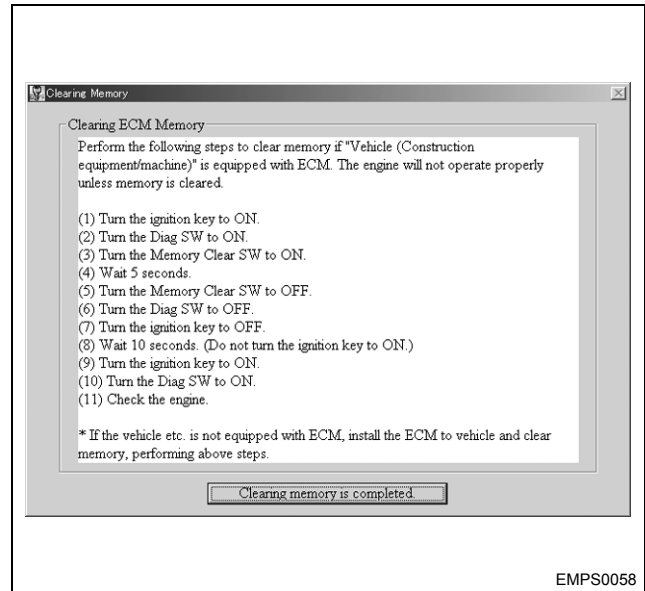 Clearing Memory
Clearing ECM Memory
Perform the following steps to clear memory if "Vehicle (Construction
equipment/machine)" is equipped with ECM. The engine will not operate properly
unless memory is cleared.
(1) Turn the ignition key to ON.
(2) Turn the Diag SW to ON.
(3) Turn the Memory Clear SW to ON.
(4) Wait 5 seconds.
(5) Turn the Memory Clear SW to OFF.
(6) Turn the Diag SW to OFF.
(7) Turn the ignition key to OFF.
(8) Wait 10 seconds. (Do not turn the ignition key to ON.)
(9) Turn the ignition key to ON.
(10) Turn the Diag SW to ON.
(11) Check the engine.
* If the vehicle etc. is not equipped with ECM, install the ECM to vehicle and clear
memory, performing above steps.
Clearing memory is completed.
EMPS0058